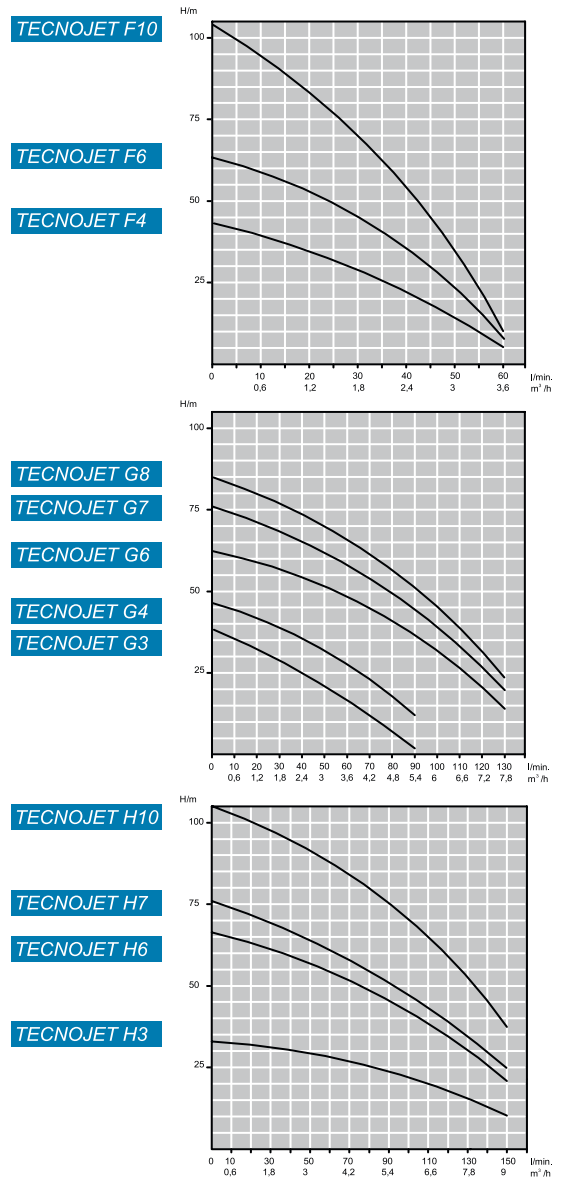 TECNOJET F10
TECNOJET F6
TECNOJET F4
H/m
100
75
50
25
0 10 20 30 40 50 60 l/min.
0,6 1,2 1,8 2,4 3 3,6 m³/h
H/m
TECNOJET G8
TECNOJET G7
TECNOJET G6
TECNOJET G4
TECNOJET G3
100
75
50
25
0 10 20 30 40 50 60 70 80 90 100 110 120 130 l/min.
0,6 1,2 1,8 2,4 3 3,6 4,2 4,8 5,4 6 6,6 7,2 7,8 m³/h
H/m
TECNOJET H10
TECNOJET H7
TECNOJET H6
TECNOJET H3
100
75
50
25
0 10 30 50 70 90 110 130 150 l/min.
0,6 1,8 3 4,2 5,4 6,6 7,8 9 m³/h